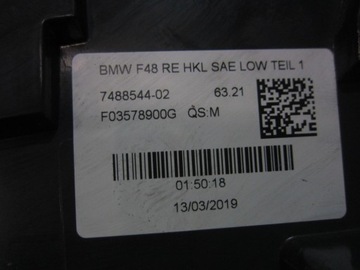 BMW F48 RE HKL SAE LOW TEIL 1
7488544-02 63.21
F03578900G QS:M
01:50:18
13/03/2019